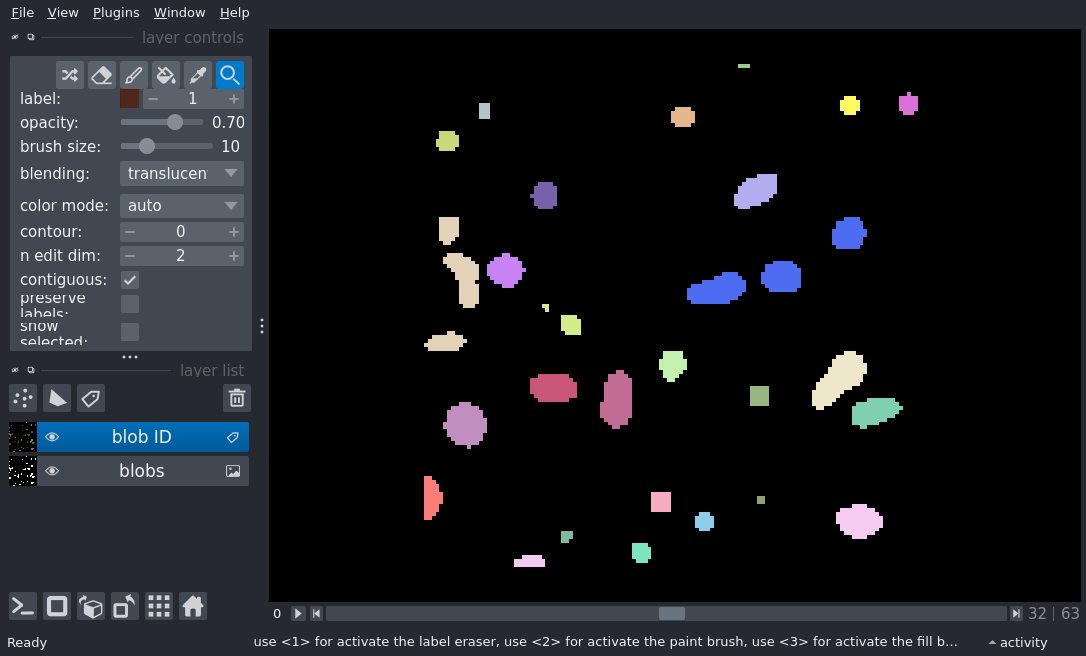 File View Plugins Window Help
layer controls
label: 1
opacity: 0.70
brush size: 10
blending: translucen
color mode: auto
contour: 0
n edit dim: 2
contiguous:
preserve
labels:
show
selected:
layer list
blob ID
blobs
0 32 63
Ready use <1> for activate the label eraser, use <2> for activate the paint brush, use <3> for activate the fill b... activity